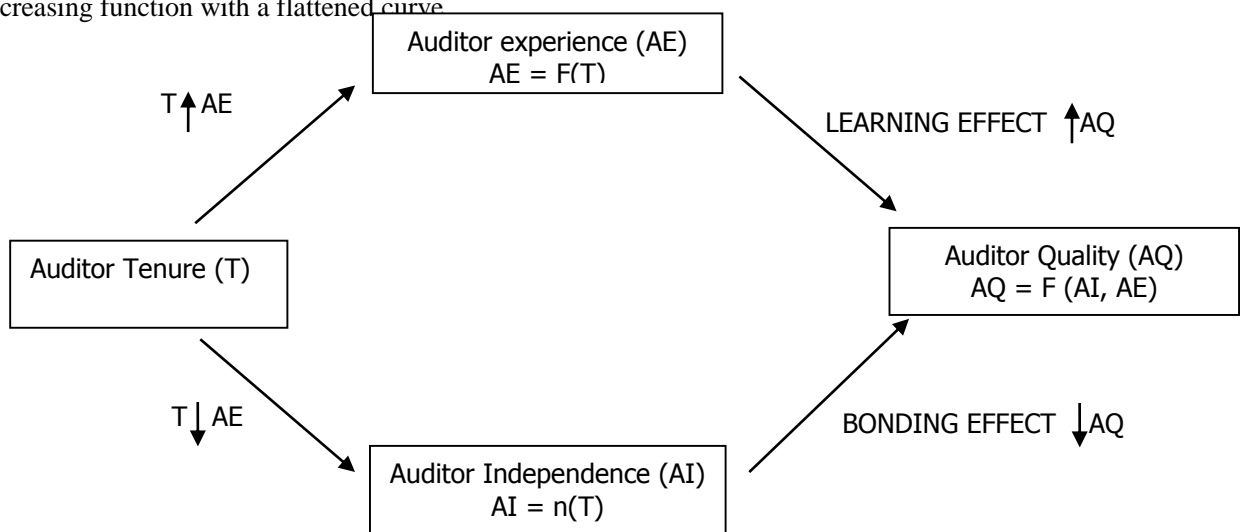 creasing function with a flattened curve
Auditor experience (AE)
AE = F(T)
T AE
LEARNING EFFECT AQ
Auditor Tenure (T)
Auditor Quality (AQ)
AQ = F (AI, AE)
T AE
BONDING EFFECT AQ
Auditor Independence (AI)
AI = n(T)